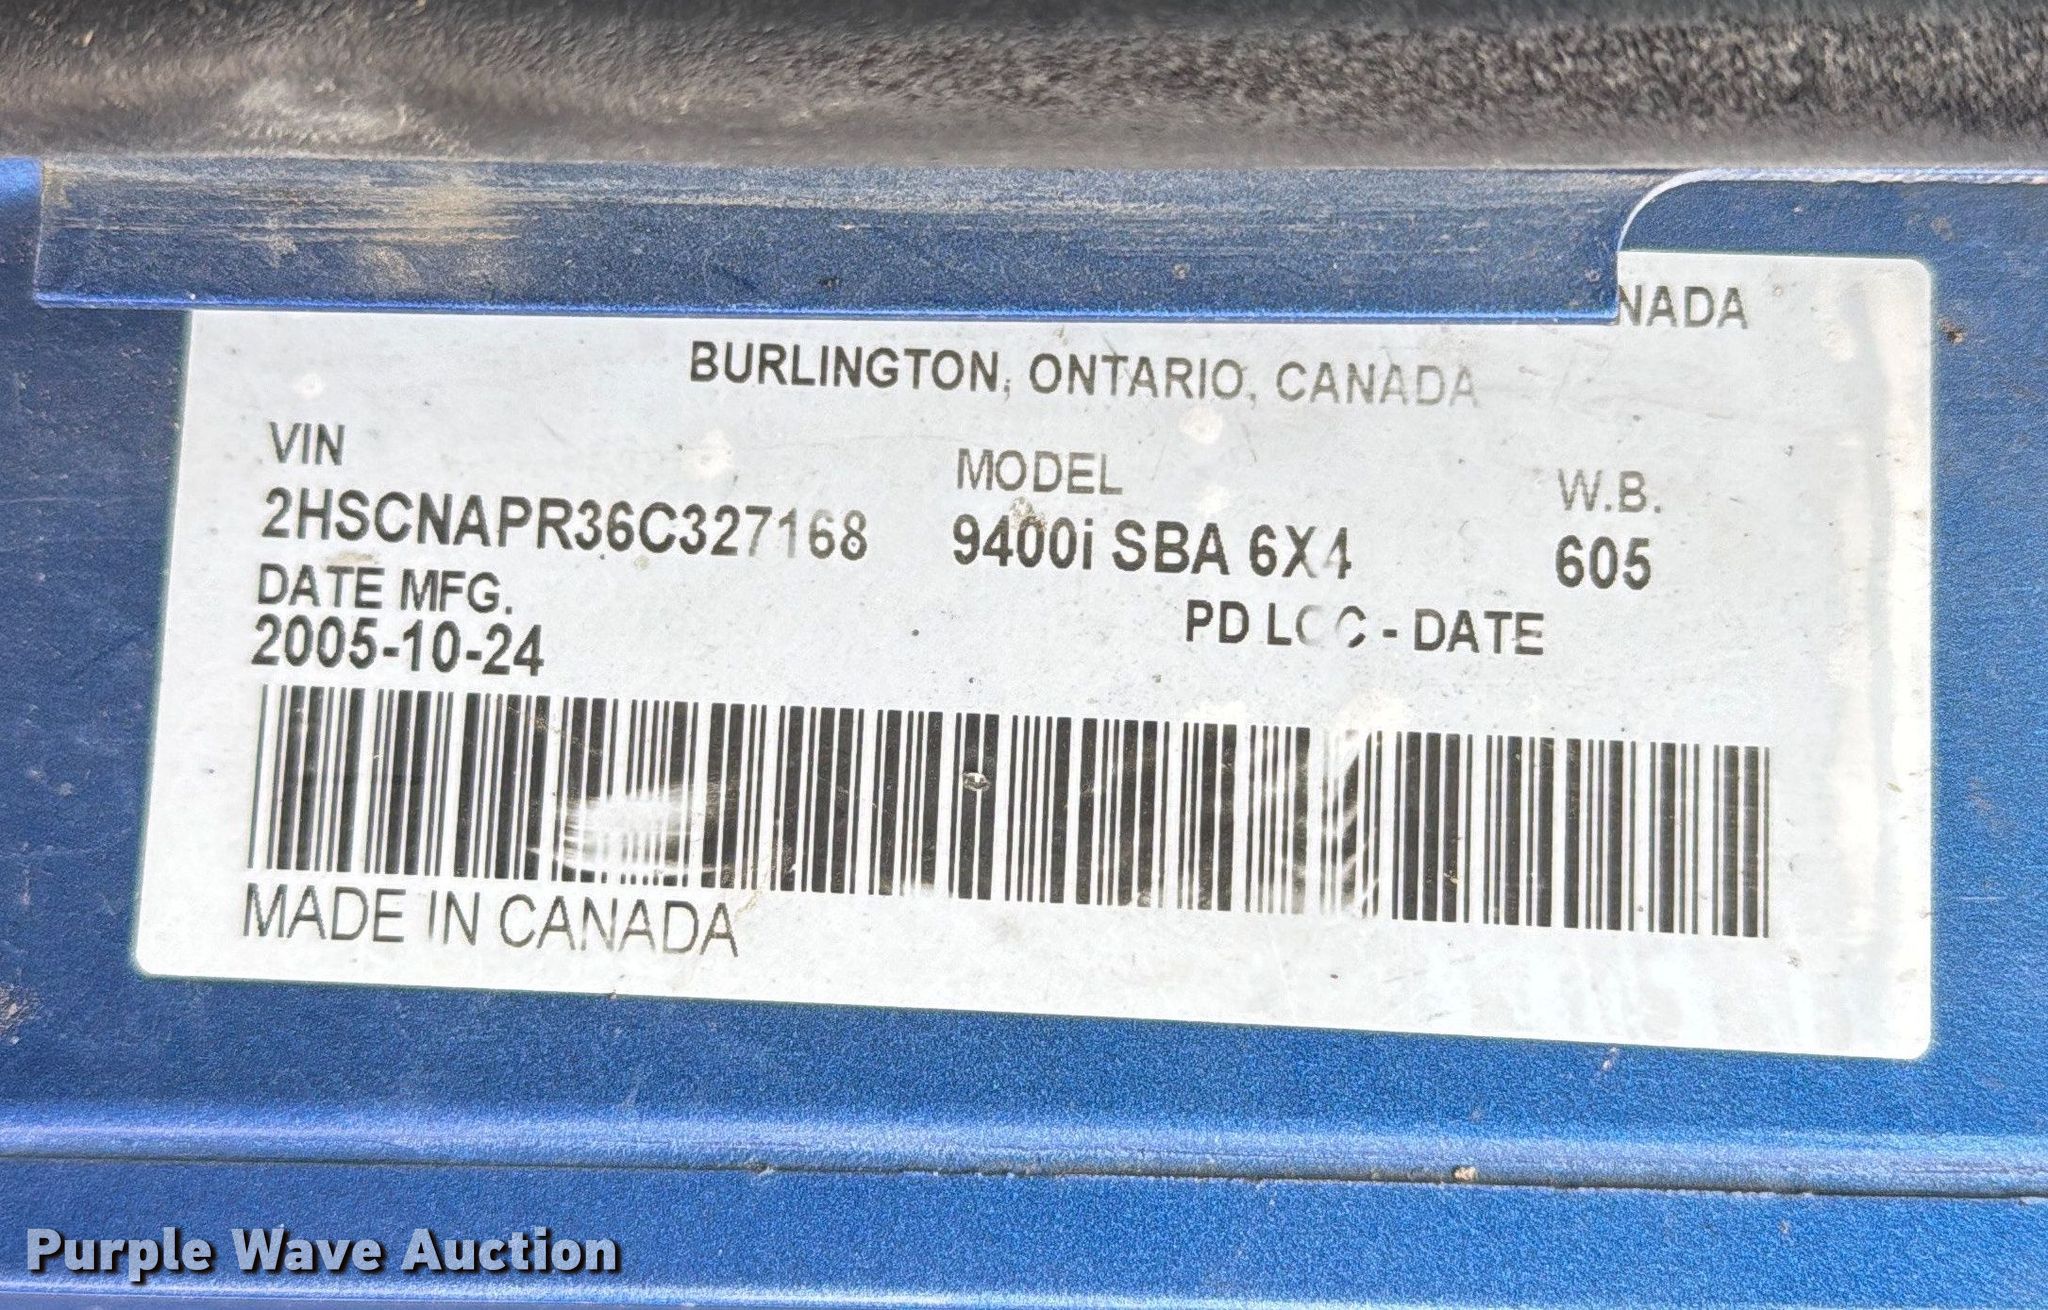 NADA
BURLINGTON, ONTARIO, CANADA
VIN MODEL W.B.
2HSCNAPR36C327168 9400i SBA 6X4 605
DATE MFG. PD LOC - DATE
2005-10-24
MADE IN CANADA
Purple Wave Auction